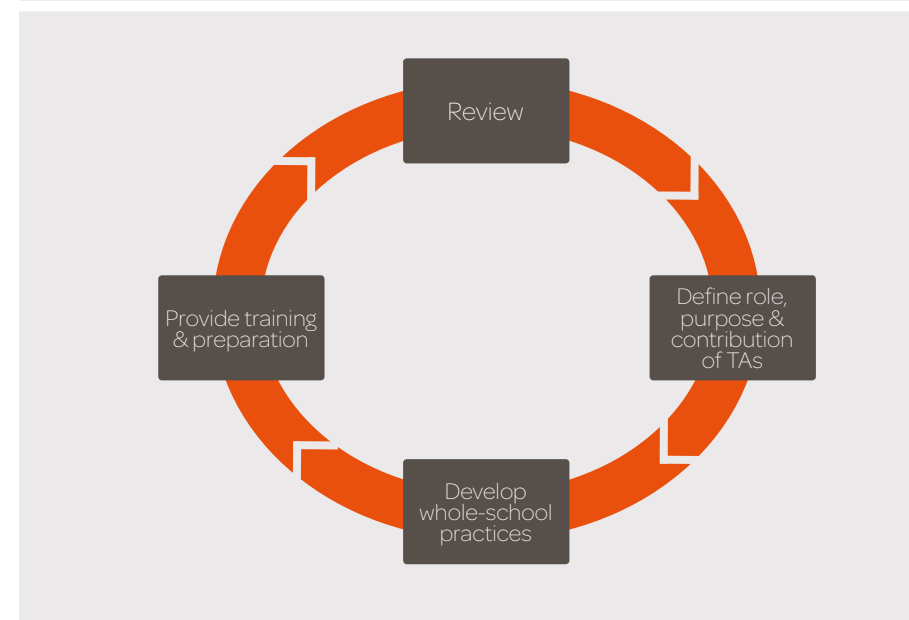 Review
Define role,
purpose &
contribution
of TAs
Develop
whole-school
practices
Provide training
& preparation